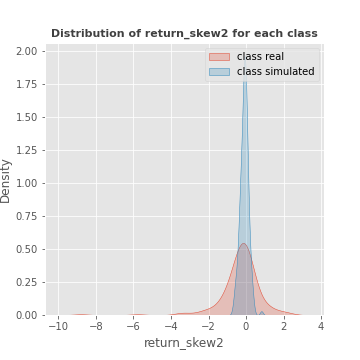 Distribution of return_skew2 for each class
class real
class simulated
2.00
1.75
1.50
1.25
1.00
0.75
0.50
0.25
0.00
Density
−10 −8 −6 −4 −2 0 2 4
return_skew2